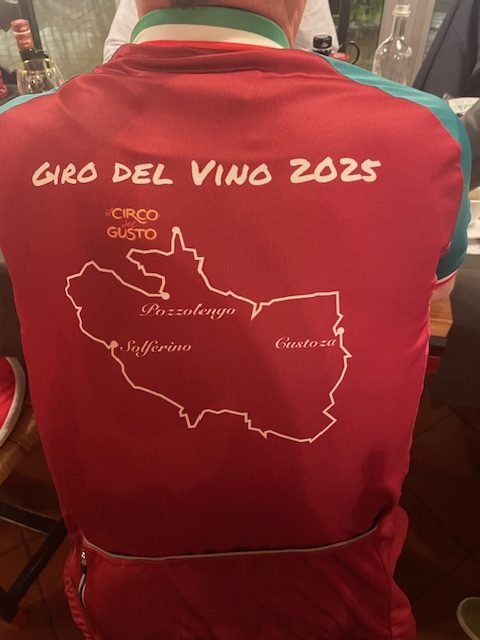 GIRO DEL VINO 2025
il CIRCO
del
GUSTO
Pozzolengo
Solferino
Custoza